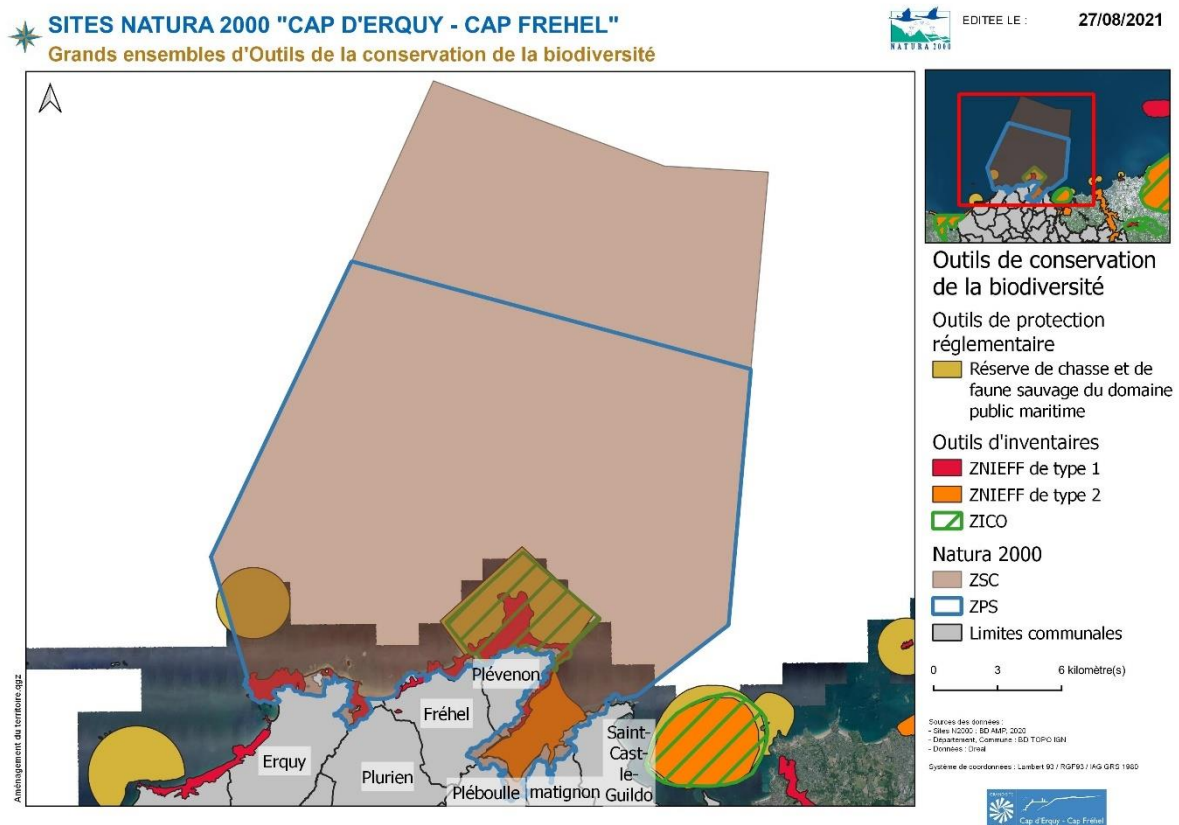 SITES NATURA 2000 "CAP D'ERQUY - CAP FREHEL"
Grands ensembles d'Outils de la conservation de la biodiversité
NATURA 2000
EDITEE LE :
27/08/2021
Plévenon
Fréhel
Erquy
Plurien
Pléboulle
matignon
Saint-
Cast-
le-
Guildo
Aménagement du territoire.qgz
Outils de conservation
de la biodiversité
Outils de protection
réglementaire
Réserve de chasse et de
faune sauvage du domaine
public maritime
Outils d'inventaires
ZNIEFF de type 1
ZNIEFF de type 2
ZICO
Natura 2000
ZSC
ZPS
Limites communales
0 3 6 kilomètre(s)
Sources des données :
- Sites N2000 : BD AMP, 2020
- Département, Commune : BD TOPO IGN
- Données : Dreal
Système de coordonnées : Lambert 93 / RGF93 / IAG GRS 1980
Cap d'Erquy - Cap Fréhel